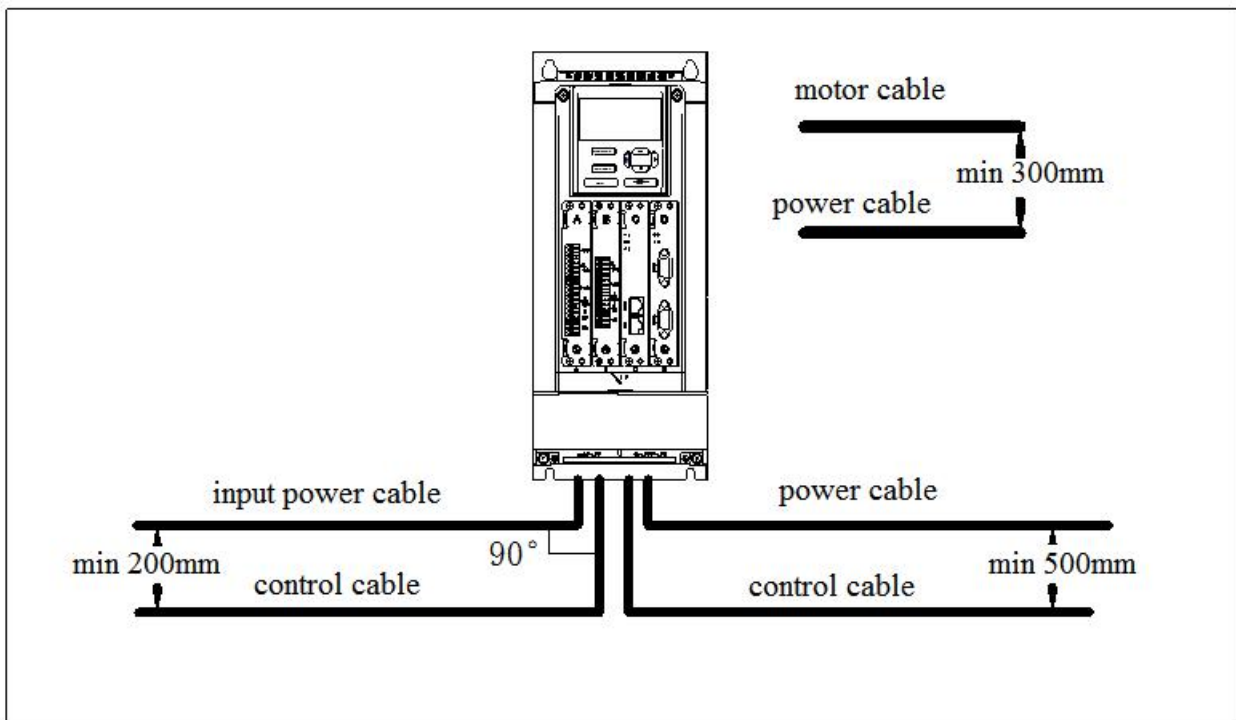 motor cable
min 300mm
power cable
A B C D
input power cable
power cable
90°
min 200mm
min 500mm
control cable
control cable